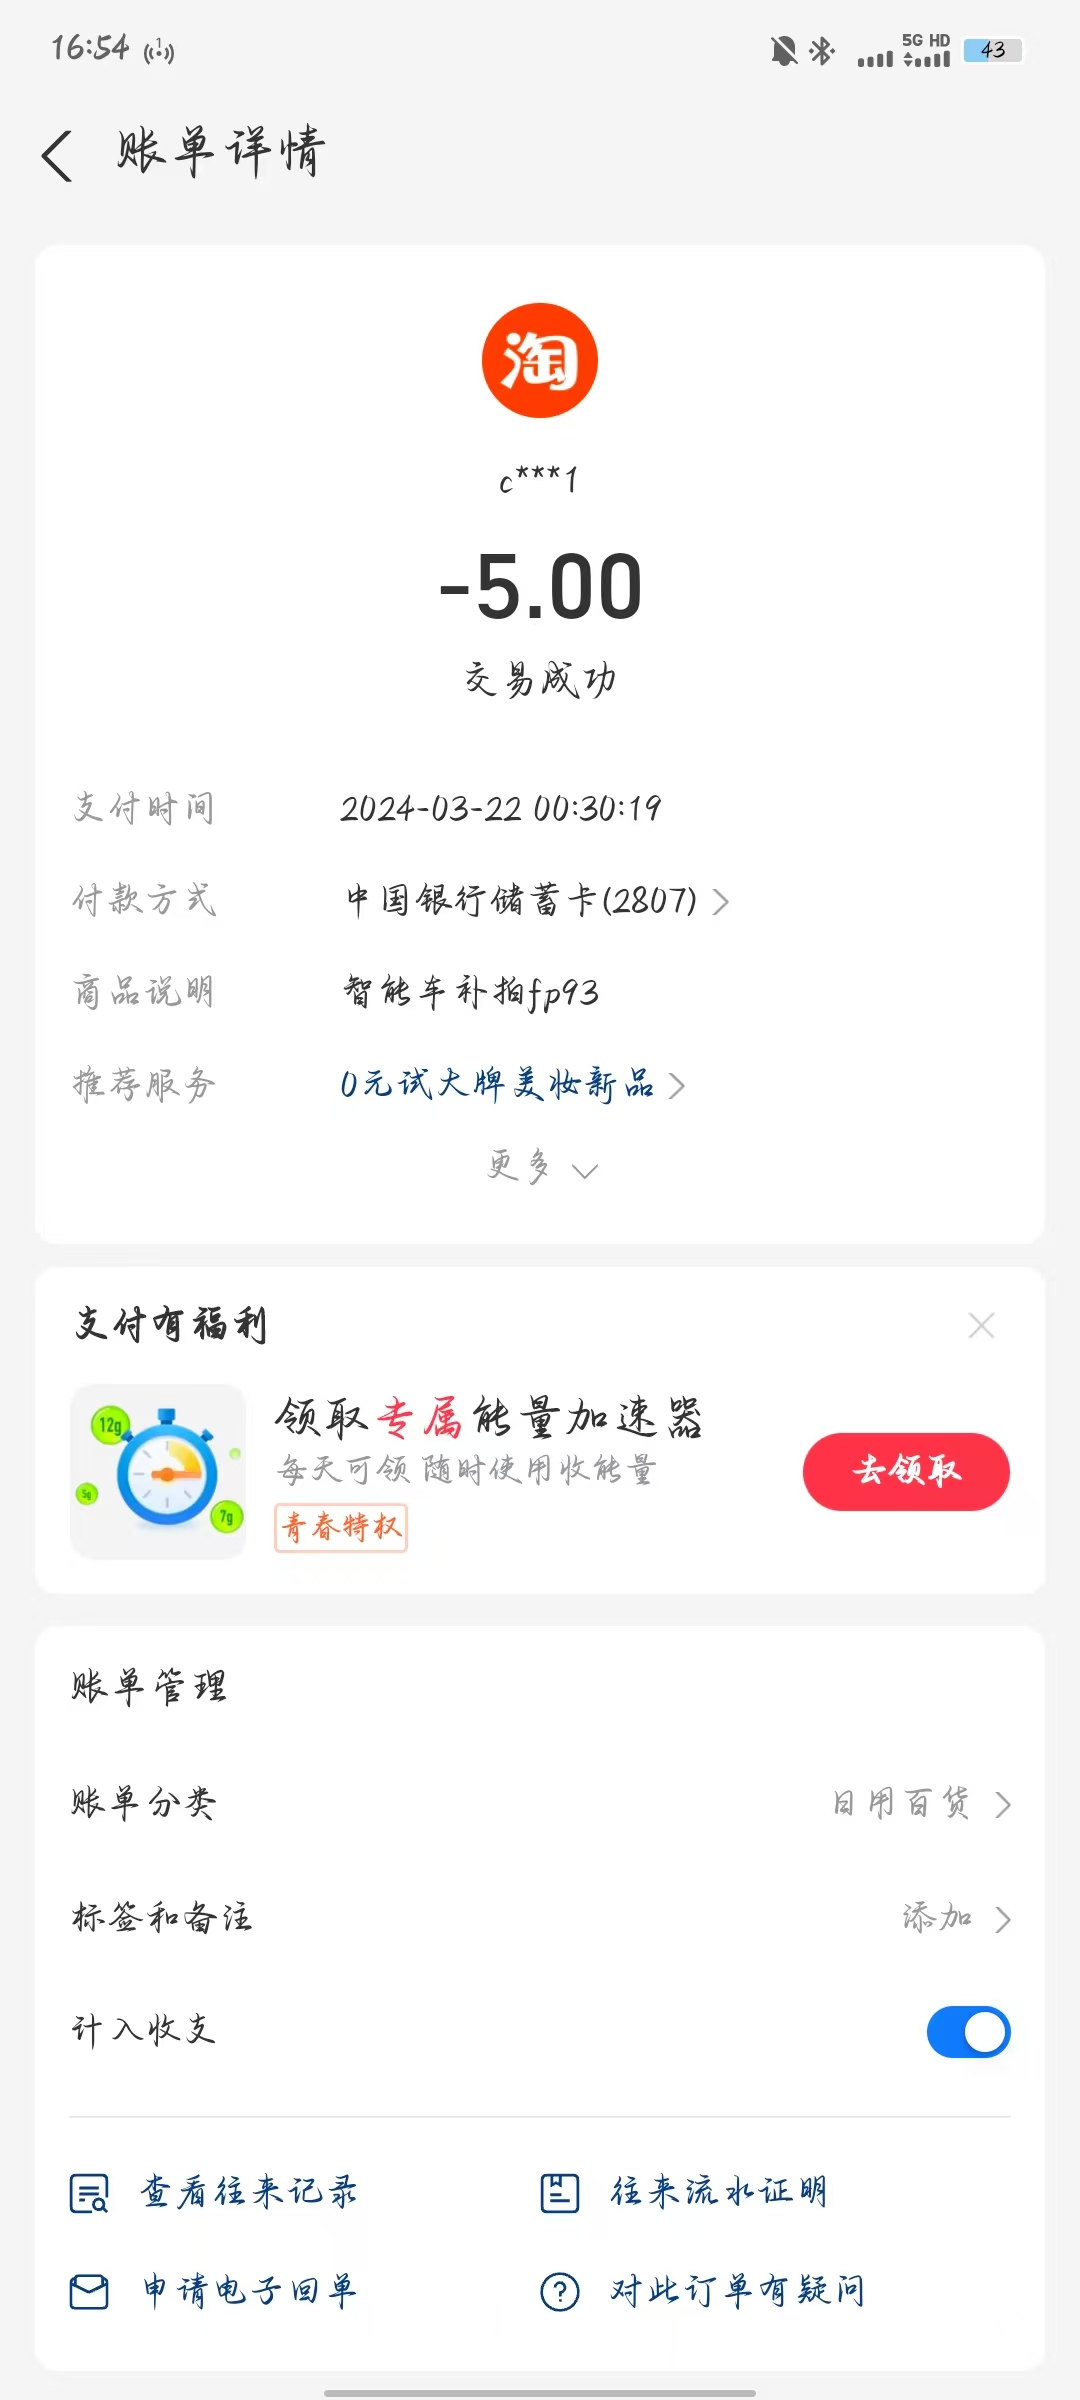 16:54
5G HD
43
账单详情
淘
c***1
-5.00
交易成功
支付时间 2024-03-22 00:30:19
付款方式 中国银行储蓄卡(2807)
商品说明 智能车补拍fp93
推荐服务 0元试大牌美妆新品
更多
支付有福利
12g
5g
7g
领取专属能量加速器
每天可领 随时使用收能量
青春特权
去领取
账单管理
账单分类 日用百货
标签和备注 添加
计入收支
查看往来记录 往来流水证明
申请电子回单 对此订单有疑问